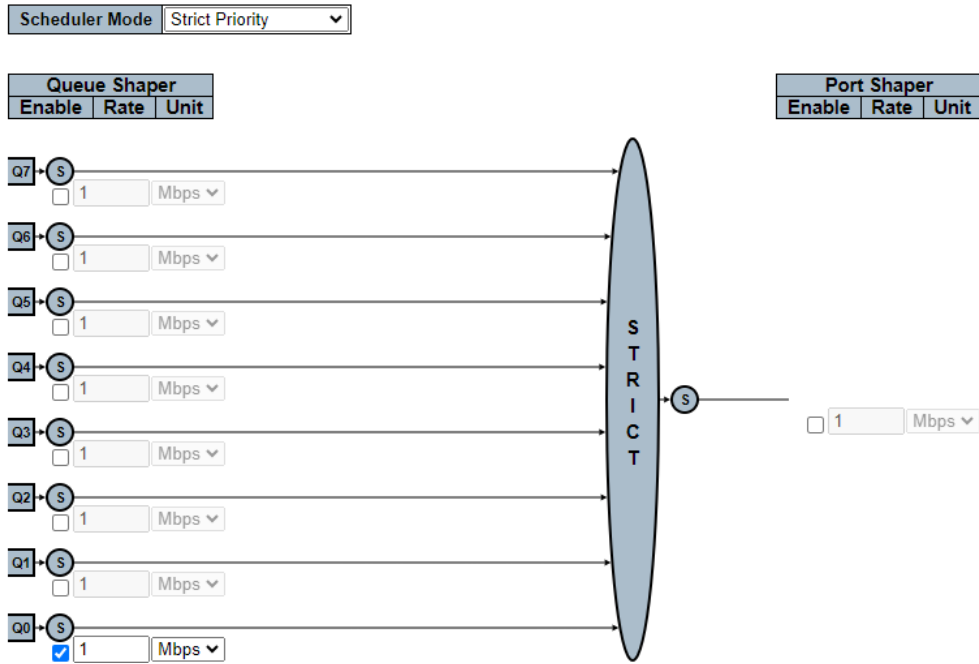 Scheduler Mode Strict Priority
Queue Shaper
Enable Rate Unit
Port Shaper
Enable Rate Unit
Q7 S
1 Mbps
Q6 S
1 Mbps
Q5 S
1 Mbps
Q4 S
1 Mbps
Q3 S
1 Mbps
Q2 S
1 Mbps
Q1 S
1 Mbps
Q0 S
1 Mbps
S
T
R
I
C
T
S
1 Mbps